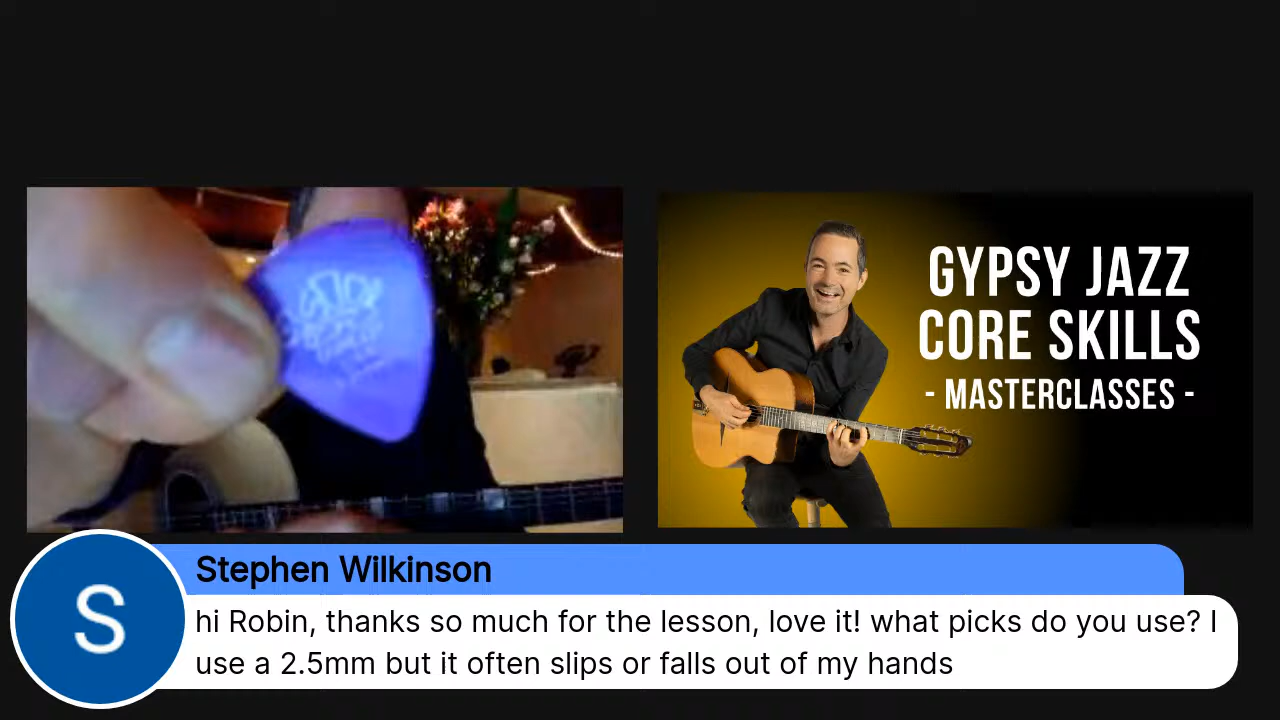 GYPSY JAZZ
CORE SKILLS
- MASTERCLASSES -
S
Stephen Wilkinson
hi Robin, thanks so much for the lesson, love it! what picks do you use? I
use a 2.5mm but it often slips or falls out of my hands